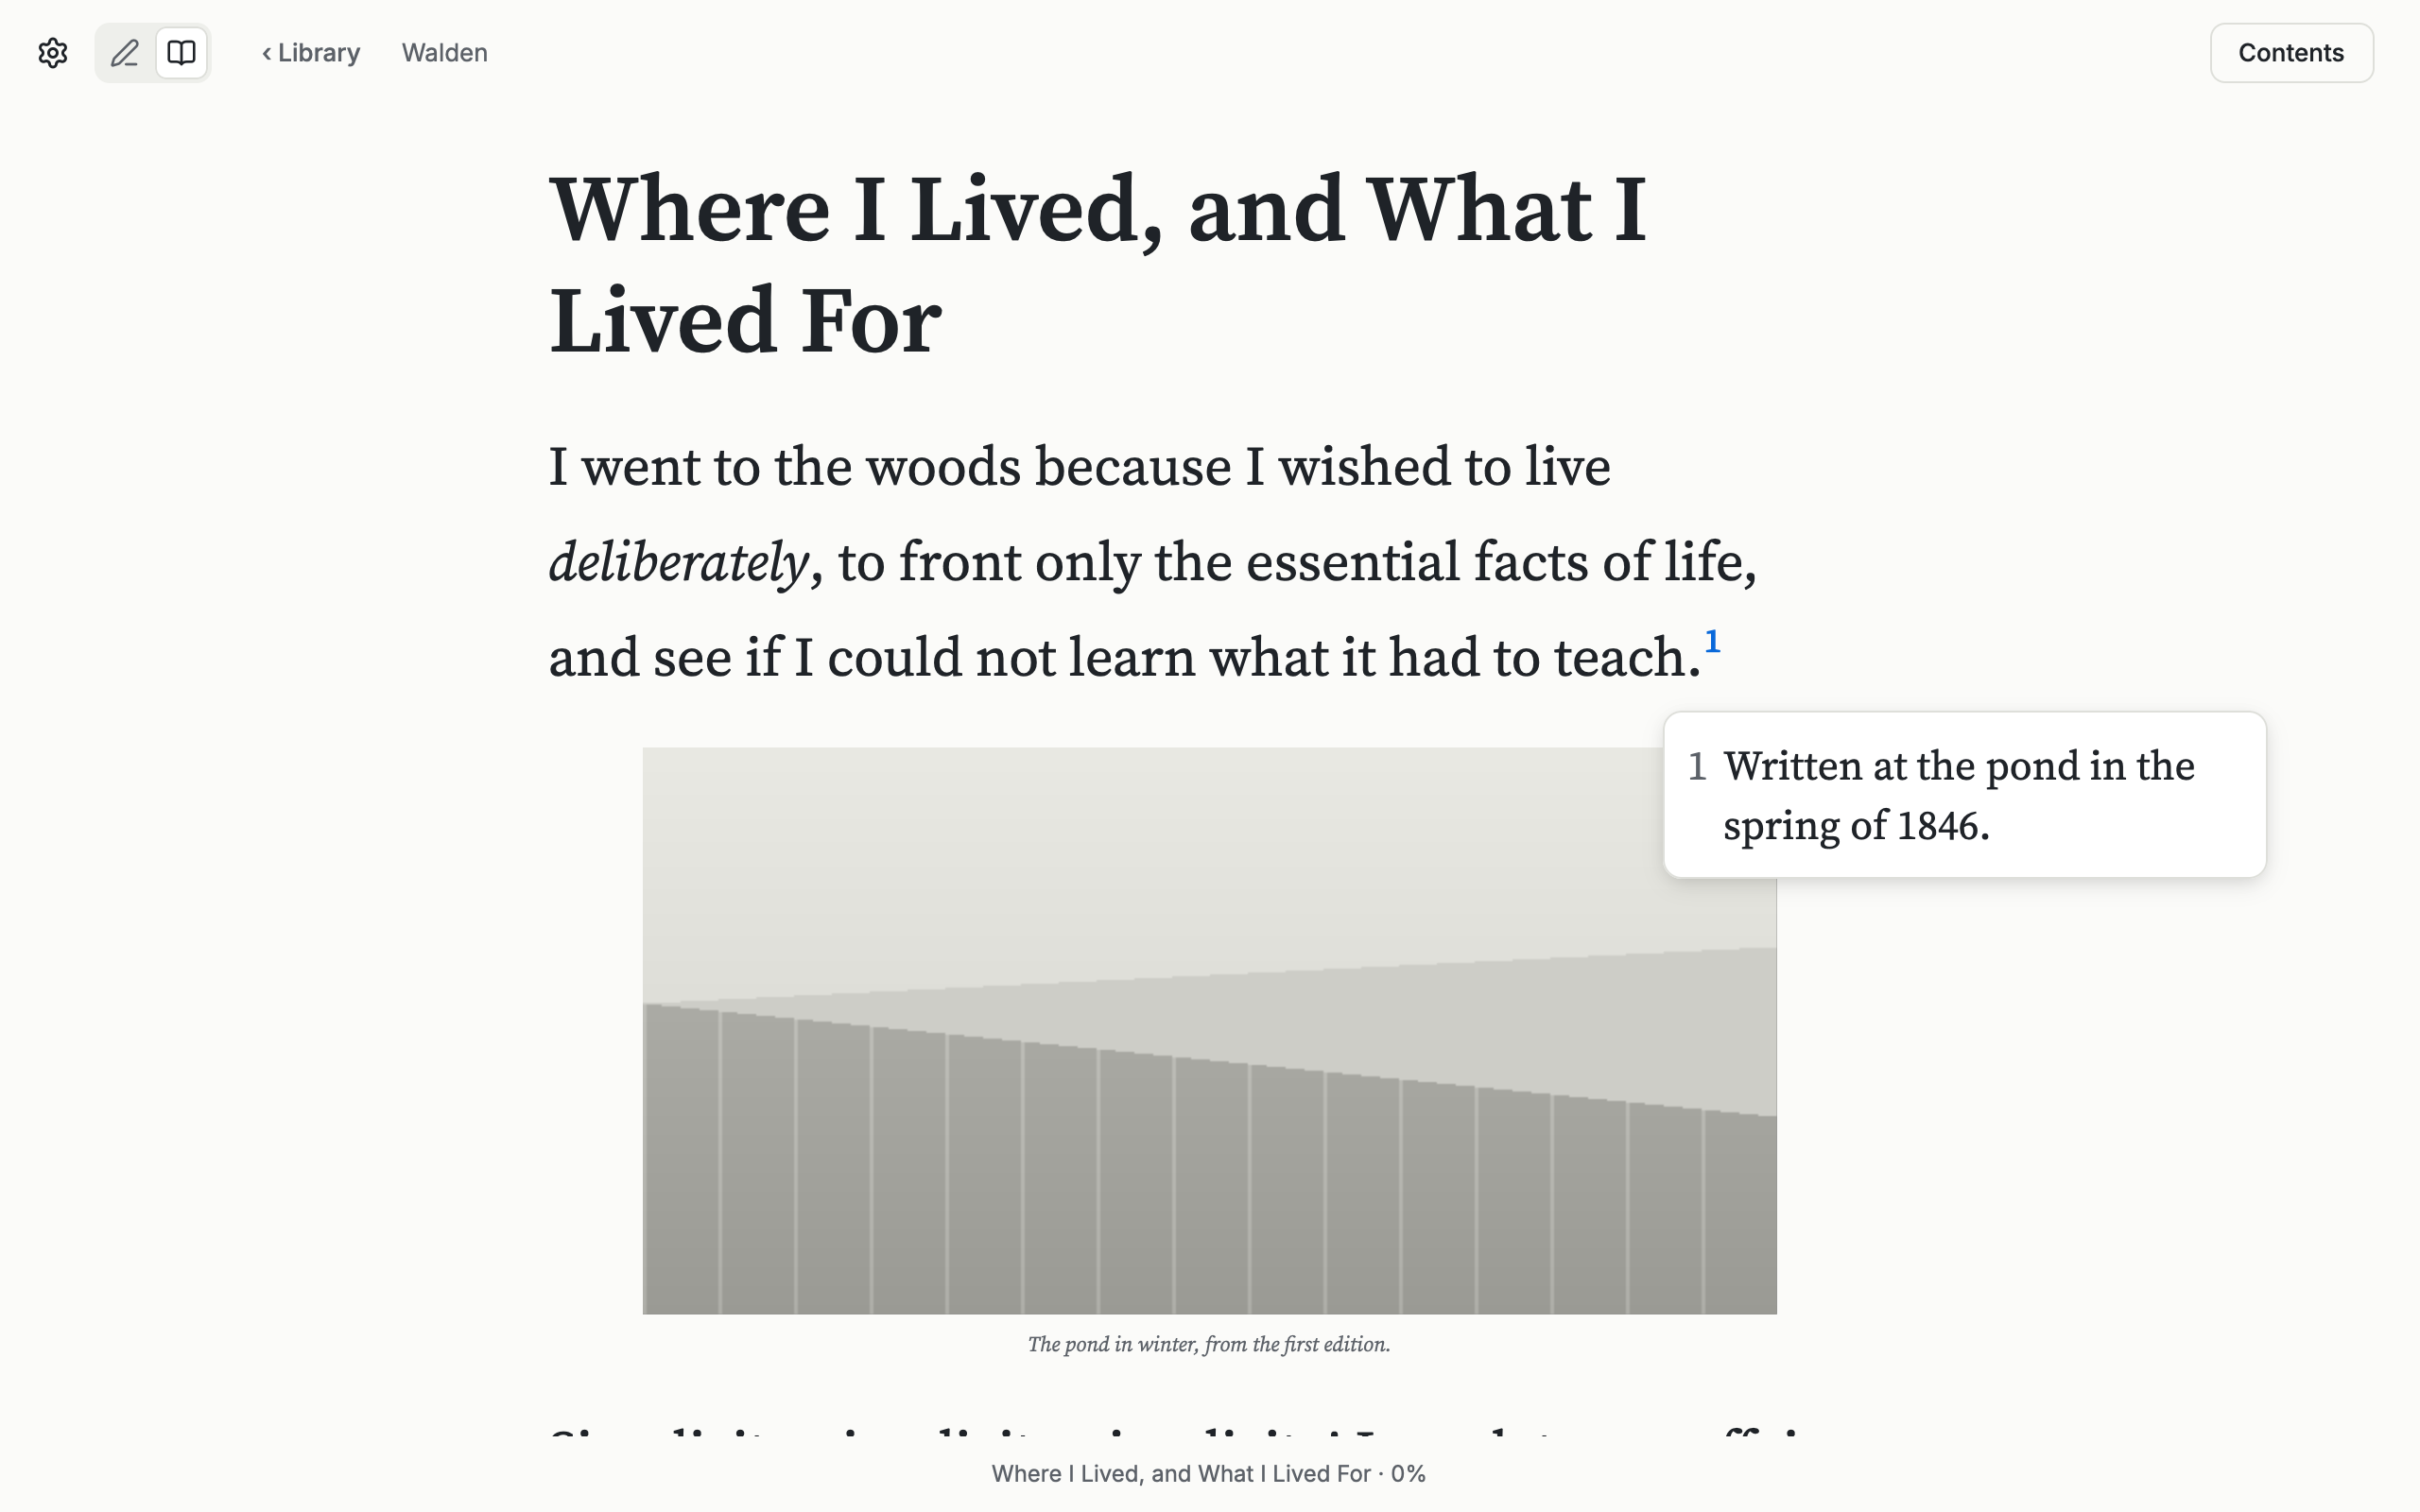 ‹ Library Walden
Contents
Where I Lived, and What I
Lived For
I went to the woods because I wished to live
deliberately, to front only the essential facts of life,
and see if I could not learn what it had to teach.1
1 Written at the pond in the
spring of 1846.
The pond in winter, from the first edition.
Where I Lived, and What I Lived For · 0%